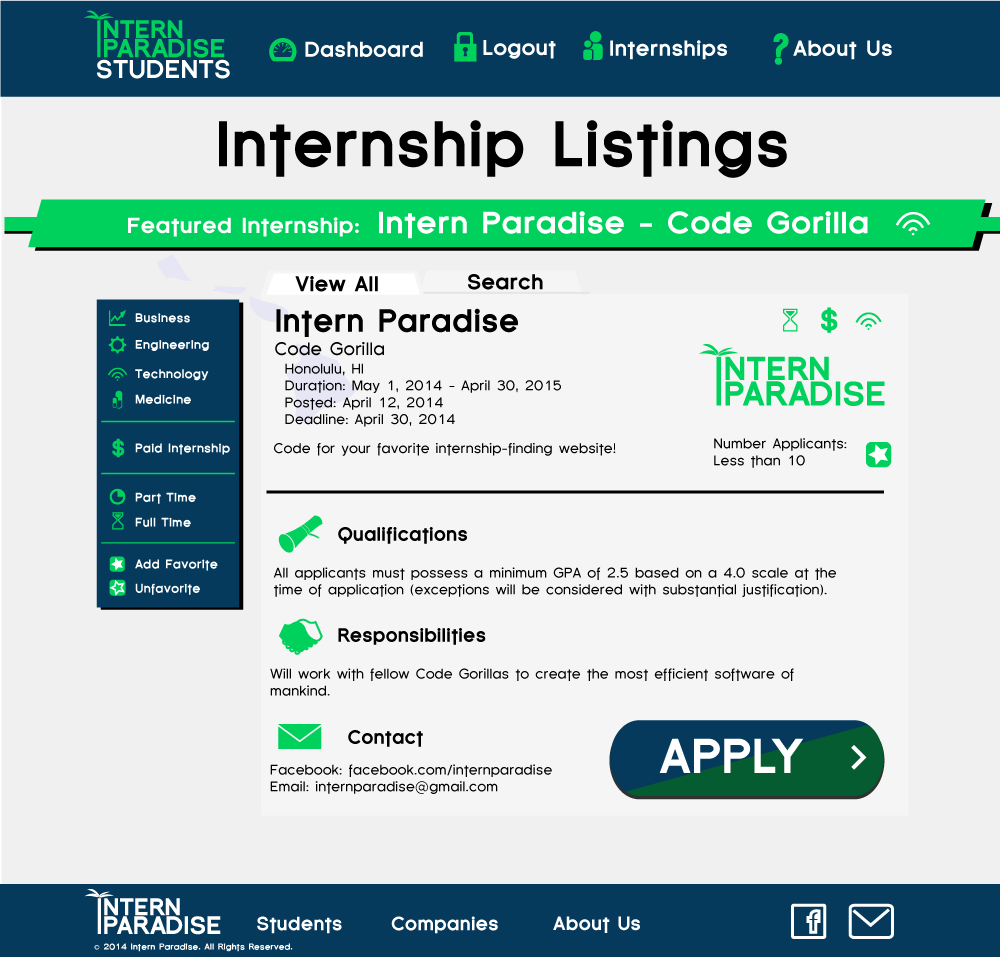 INTERN
PARADISE
STUDENTS
Dashboard
Logout
Internships
About Us
Internship Listings
Featured Internship: Intern Paradise - Code Gorilla
View All
Search
Business
Engineering
Technology
Medicine
Paid Internship
Part Time
Full Time
Add Favorite
Unfavorite
Intern Paradise
Code Gorilla
Honolulu, HI
Duration: May 1, 2014 - April 30, 2015
Posted: April 12, 2014
Deadline: April 30, 2014
Code for your favorite internship-finding website!
INTERN
PARADISE
Number Applicants:
Less than 10
Qualifications
All applicants must possess a minimum GPA of 2.5 based on a 4.0 scale at the
time of application (exceptions will be considered with substantial justification).
Responsibilities
Will work with fellow Code Gorillas to create the most efficient software of
mankind.
Contact
Facebook: facebook.com/internparadise
Email: internparadise@gmail.com
APPLY
INTERN
PARADISE
© 2014 Intern Paradise. All Rights Reserved.
Students
Companies
About Us